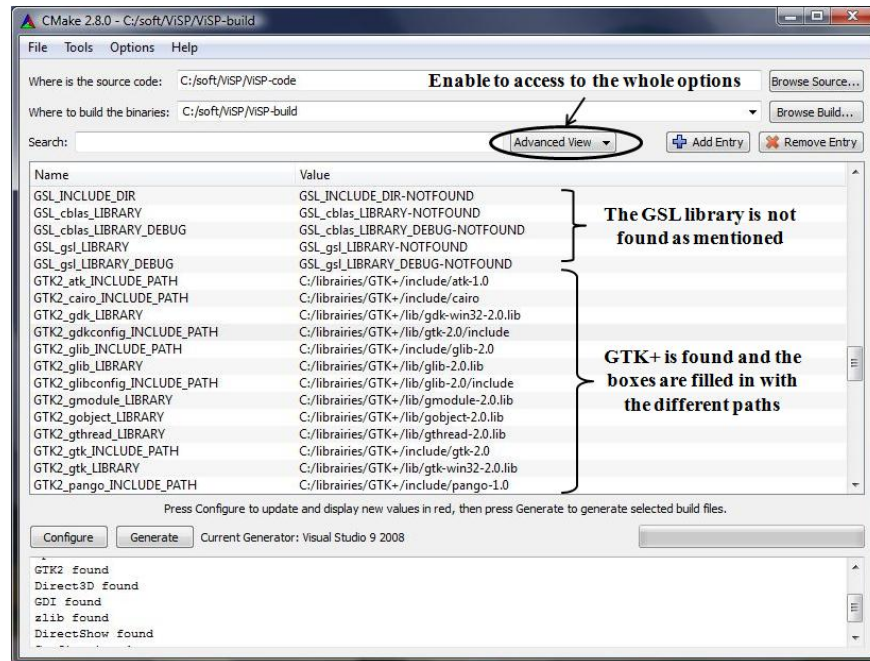 CMake 2.8.0 - C:/soft/ViSP/ViSP-build
File Tools Options Help
Where is the source code: C:/soft/ViSP/ViSP-code
Enable to access to the whole options
Browse Source...
Where to build the binaries: C:/soft/ViSP/ViSP-build
Browse Build...
Search:
Advanced View
Add Entry
Remove Entry
Name Value
GSL_INCLUDE_DIR GSL_INCLUDE_DIR-NOTFOUND
GSL_cblas_LIBRARY GSL_cblas_LIBRARY-NOTFOUND
GSL_cblas_LIBRARY_DEBUG GSL_cblas_LIBRARY_DEBUG-NOTFOUND
GSL_gsl_LIBRARY GSL_gsl_LIBRARY-NOTFOUND
GSL_gsl_LIBRARY_DEBUG GSL_gsl_LIBRARY_DEBUG-NOTFOUND
The GSL library is not
found as mentioned
GTK2_atk_INCLUDE_PATH C:/librairies/GTK+/include/atk-1.0
GTK2_cairo_INCLUDE_PATH C:/librairies/GTK+/include/cairo
GTK2_gdk_LIBRARY C:/librairies/GTK+/lib/gdk-win32-2.0.lib
GTK2_gdkconfig_INCLUDE_PATH C:/librairies/GTK+/lib/gtk-2.0/include
GTK2_glib_INCLUDE_PATH C:/librairies/GTK+/include/glib-2.0
GTK2_glib_LIBRARY C:/librairies/GTK+/lib/glib-2.0.lib
GTK2_glibconfig_INCLUDE_PATH C:/librairies/GTK+/lib/glib-2.0/include
GTK2_gmodule_LIBRARY C:/librairies/GTK+/lib/gmodule-2.0.lib
GTK2_gobject_LIBRARY C:/librairies/GTK+/lib/gobject-2.0.lib
GTK2_gthread_LIBRARY C:/librairies/GTK+/lib/gthread-2.0.lib
GTK2_gtk_INCLUDE_PATH C:/librairies/GTK+/include/gtk-2.0
GTK2_gtk_LIBRARY C:/librairies/GTK+/lib/gtk-win32-2.0.lib
GTK2_pango_INCLUDE_PATH C:/librairies/GTK+/include/pango-1.0
GTK+ is found and the
boxes are filled in with
the different paths
Press Configure to update and display new values in red, then press Generate to generate selected build files.
Configure Generate Current Generator: Visual Studio 9 2008
GTK2 found
Direct3D found
GDI found
zlib found
DirectShow found